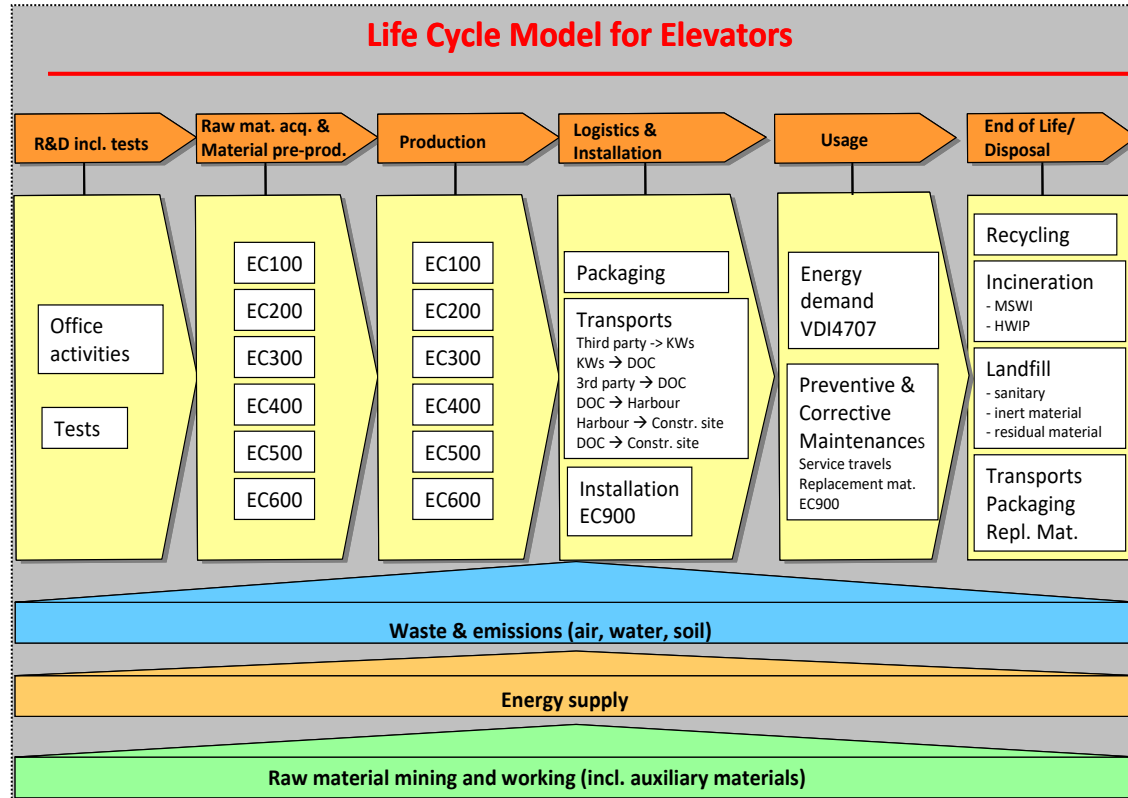 Life Cycle Model for Elevators
R&D incl. tests
Raw mat. acq. &
Material pre-prod.
Production
Logistics &
Installation
Usage
End of Life/
Disposal
Office
activities
Tests
EC100
EC200
EC300
EC400
EC500
EC600
EC100
EC200
EC300
EC400
EC500
EC600
Packaging
Transports
Third party -> KWs
KWs → DOC
3rd party → DOC
DOC → Harbour
Harbour → Constr. site
DOC → Constr. site
Installation
EC900
Energy
demand
VDI4707
Preventive &
Corrective
Maintenances
Service travels
Replacement mat.
EC900
Recycling
Incineration
- MSWI
- HWIP
Landfill
- sanitary
- inert material
- residual material
Transports
Packaging
Repl. Mat.
Waste & emissions (air, water, soil)
Energy supply
Raw material mining and working (incl. auxiliary materials)